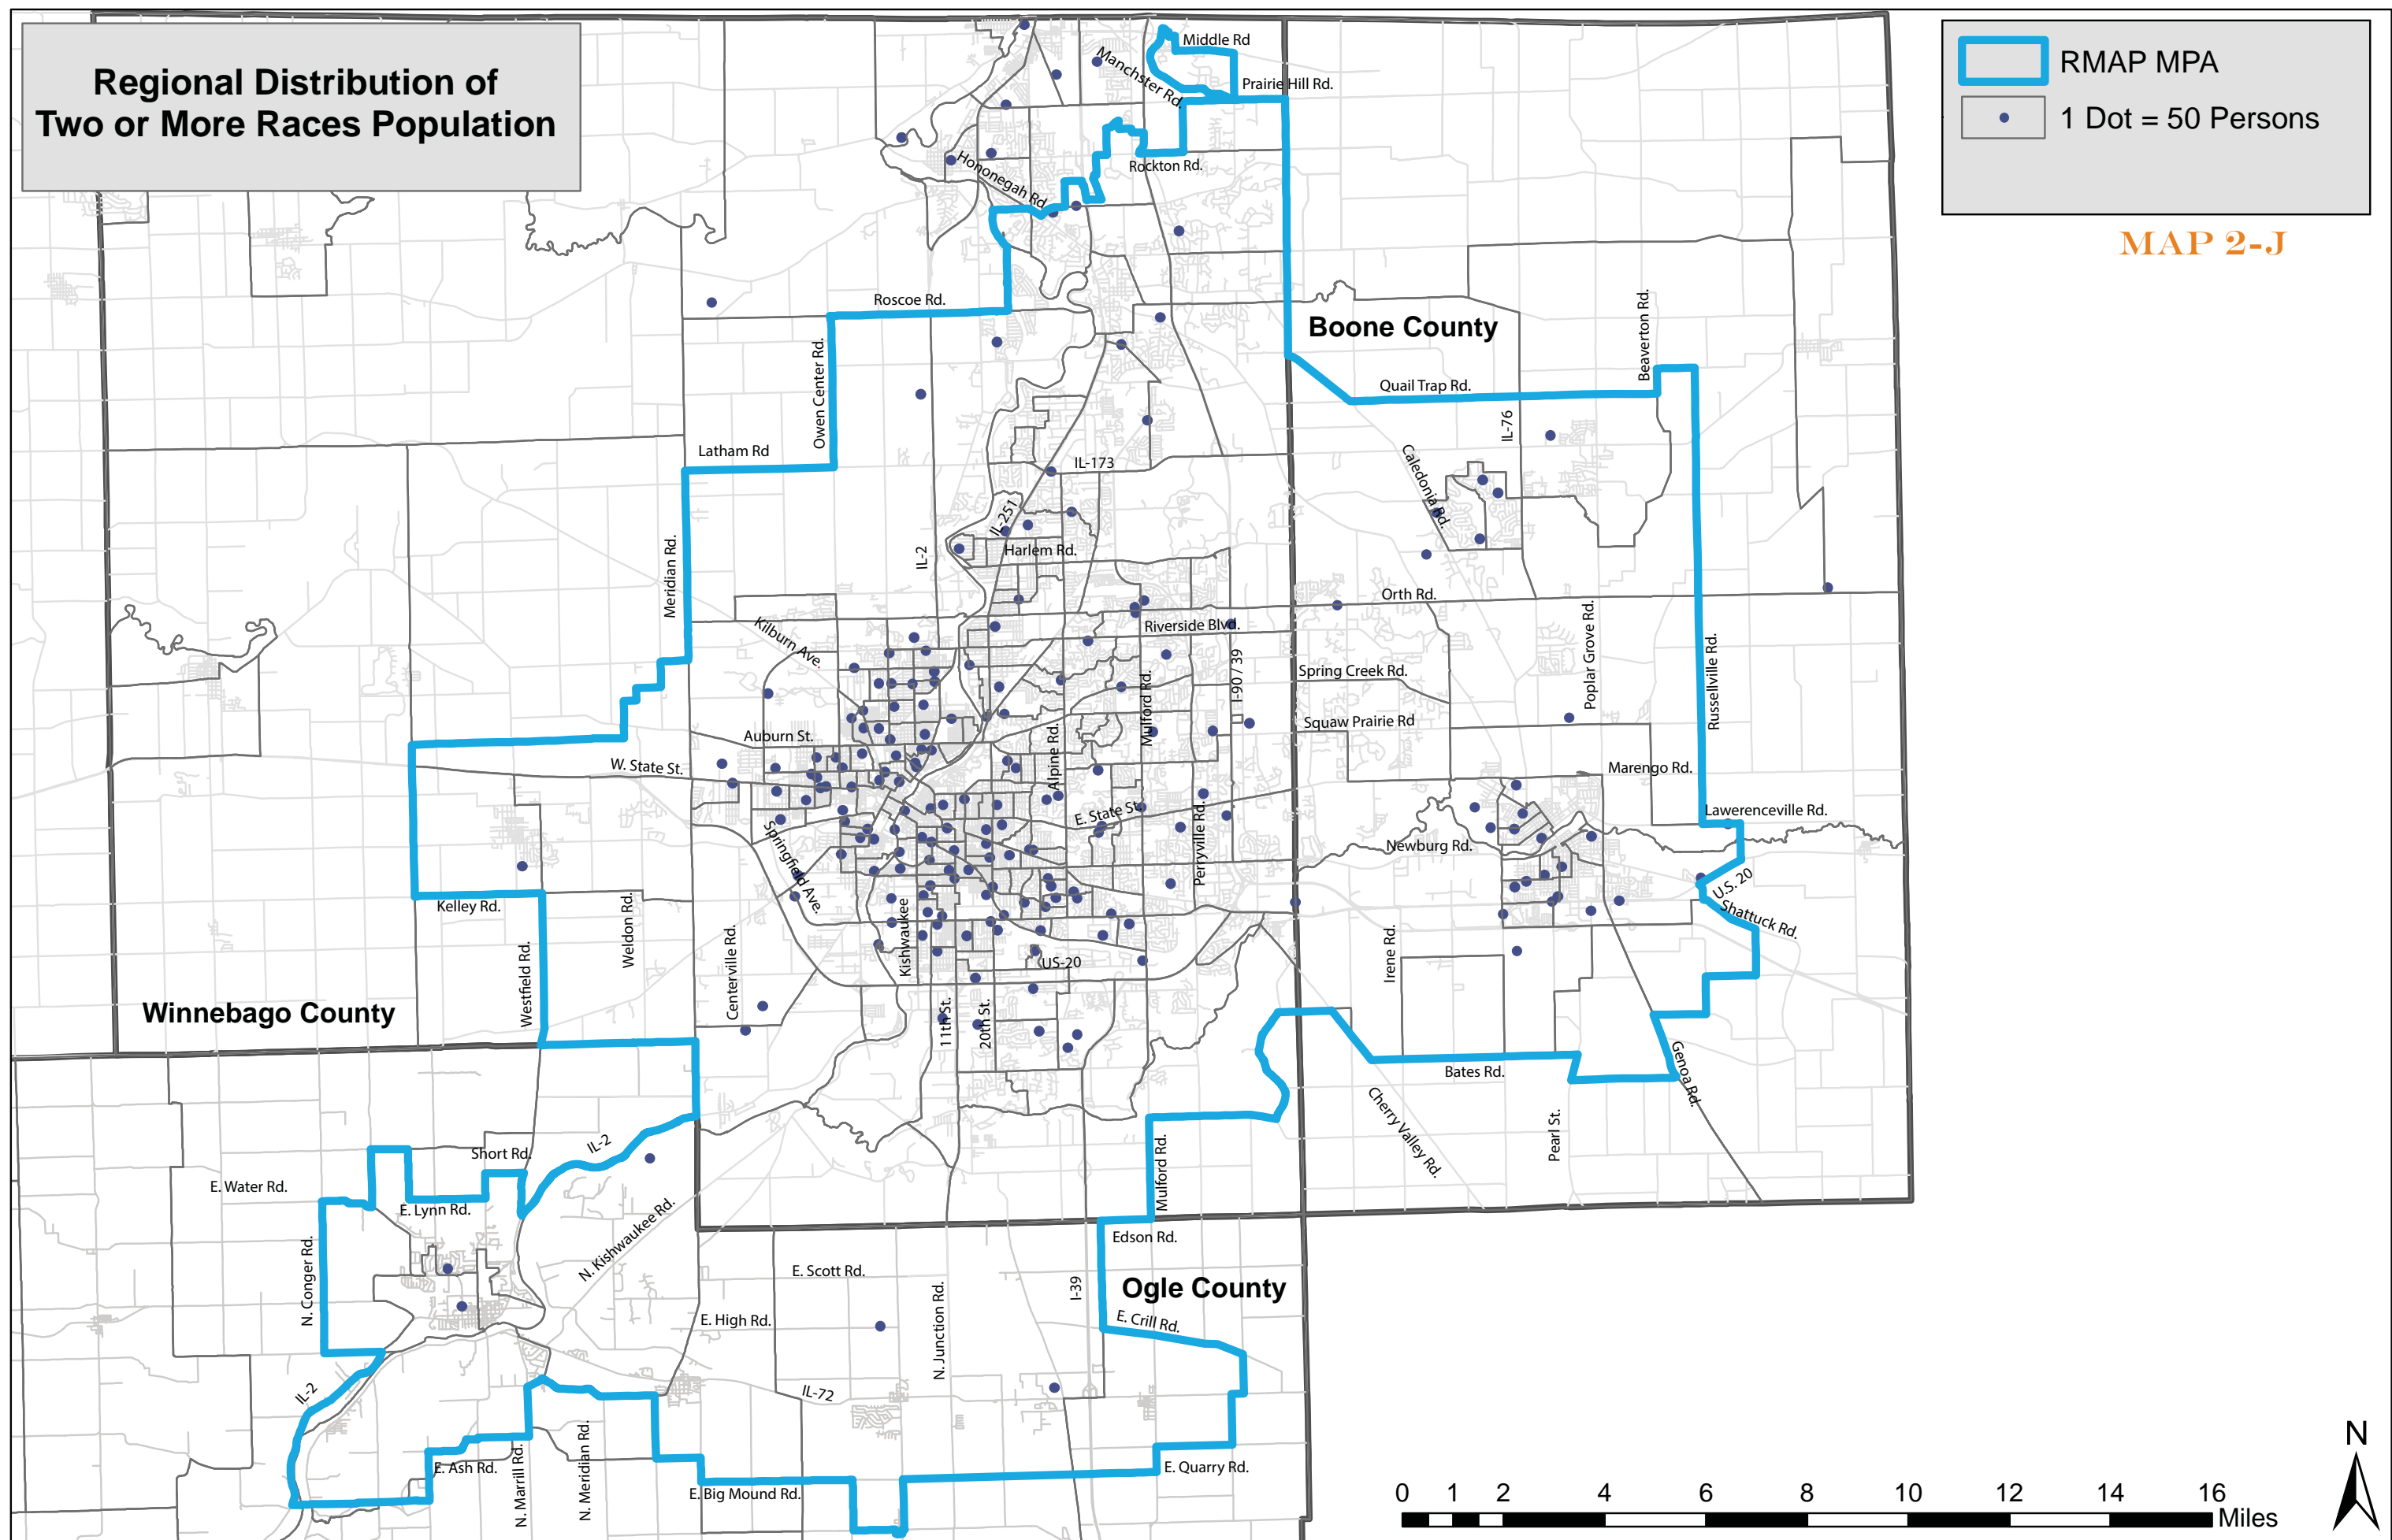 Regional Distribution of
Two or More Races Population
RMAP MPA
1 Dot = 50 Persons
MAP 2-J
Middle Rd
Manchster Rd.
Prairie Hill Rd.
Hononegah Rd.
Rockton Rd.
Roscoe Rd.
Boone County
Owen Center Rd.
Quail Trap Rd.
Beaverton Rd.
IL-76
Latham Rd
IL-173
Caledonia Rd.
IL-251
Harlem Rd.
IL-2
Meridian Rd.
Orth Rd.
Kilburn Ave.
Riverside Blvd.
Poplar Grove Rd.
Russellville Rd.
Spring Creek Rd.
I-90 / 39
Mulford Rd.
Squaw Prairie Rd
Auburn St.
Alpine Rd.
W. State St.
Marengo Rd.
E. State St.
Lawerenceville Rd.
Perryville Rd.
Springfield Ave.
Newburg Rd.
U.S. 20
Shattuck Rd.
Kelley Rd.
Weldon Rd.
Kishwaukee
Centerville Rd.
Irene Rd.
US-20
Westfield Rd.
Winnebago County
11th St.
20th St.
Bates Rd.
Genoa Rd.
Cherry Valley Rd.
Pearl St.
Short Rd.
IL-2
E. Water Rd.
Mulford Rd.
E. Lynn Rd.
N. Kishwaukee Rd.
Edson Rd.
N. Conger Rd.
E. Scott Rd.
Ogle County
I-39
N. Junction Rd.
E. High Rd.
E. Crill Rd.
IL-2
IL-72
E. Ash Rd.
N. Marrill Rd.
N. Meridian Rd.
E. Quarry Rd.
E. Big Mound Rd.
N
0 1 2 4 6 8 10 12 14 16
Miles